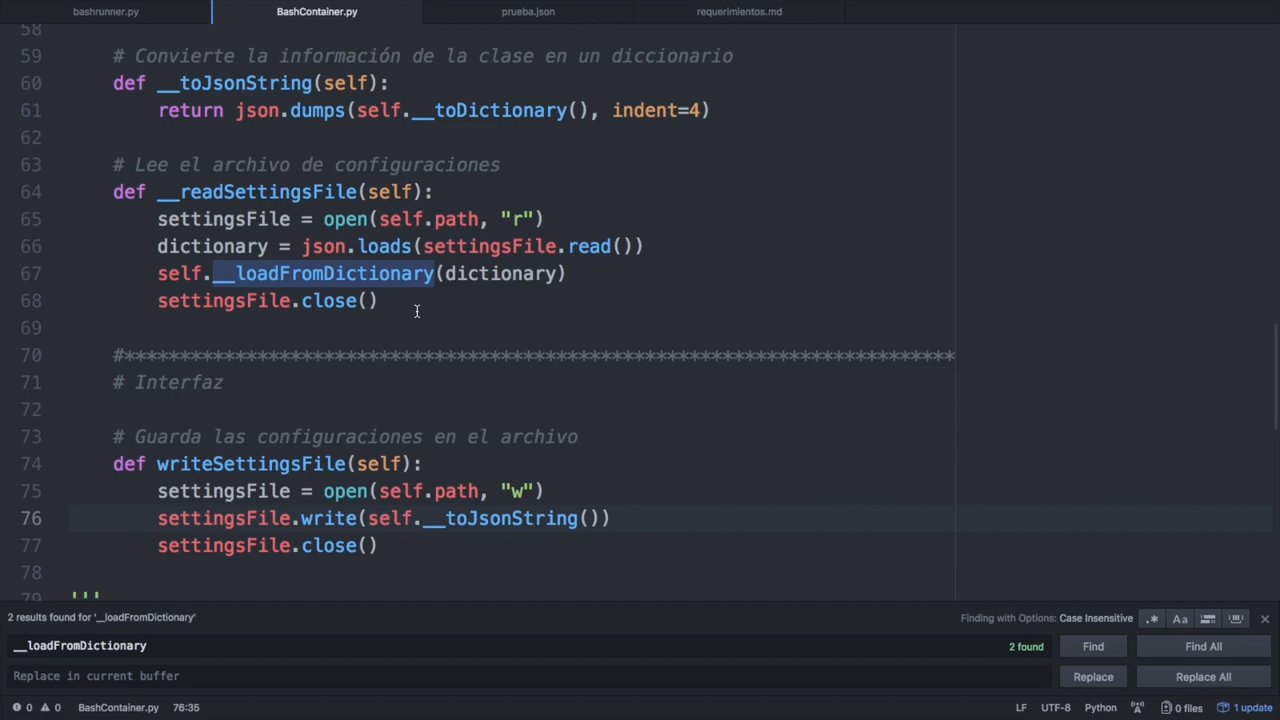 bashrunner.py BashContainer.py prueba.json requerimientos.md
58
59 # Convierte la información de la clase en un diccionario
60 def __toJsonString(self):
61 return json.dumps(self.__toDictionary(), indent=4)
62
63 # Lee el archivo de configuraciones
64 def __readSettingsFile(self):
65 settingsFile = open(self.path, "r")
66 dictionary = json.loads(settingsFile.read())
67 self.__loadFromDictionary(dictionary)
68 settingsFile.close()
69
70 #***************************************************************************
71 # Interfaz
72
73 # Guarda las configuraciones en el archivo
74 def writeSettingsFile(self):
75 settingsFile = open(self.path, "w")
76 settingsFile.write(self.__toJsonString())
77 settingsFile.close()
78
79 '''
2 results found for '__loadFromDictionary' Finding with Options: Case Insensitive .* Aa
__loadFromDictionary 2 found Find Find All
Replace in current buffer Replace Replace All
0 0 BashContainer.py 76:35 LF UTF-8 Python 0 files 1 update